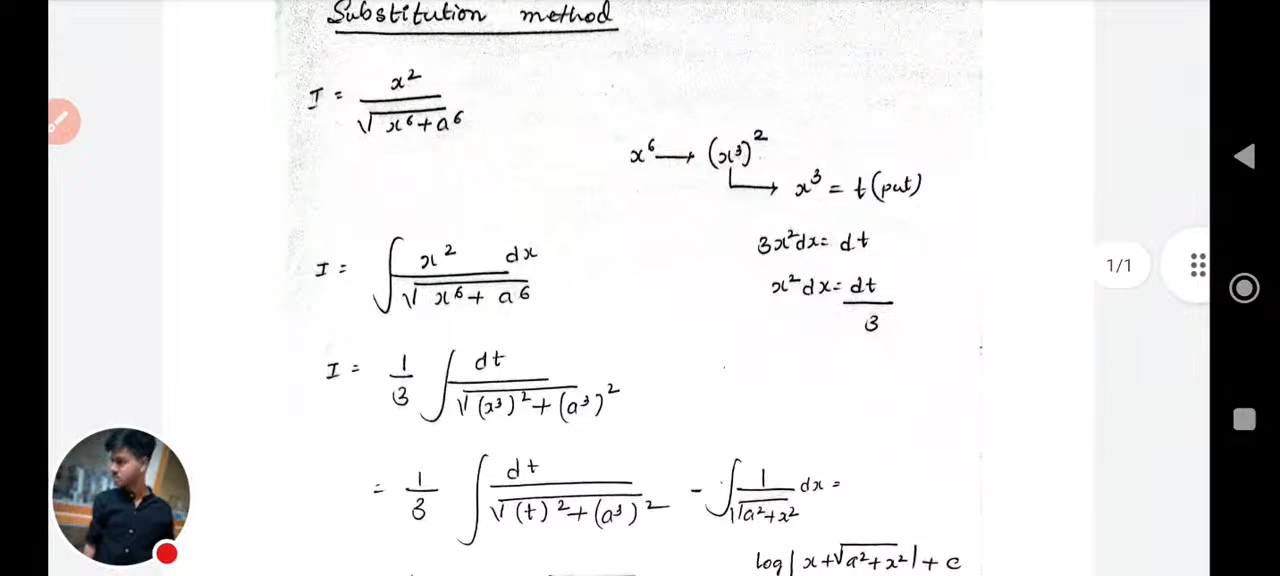 Substitution method
I = x² / √x⁶+a⁶
x⁶ → (x³)²
→ x³ = t (put)
3x²dx = dt
x²dx = dt/3
I = ∫ x² dx / √x⁶+a⁶
1/1
I = 1/3 ∫ dt / √(x³)²+(a³)²
= 1/3 ∫ dt / √(t)²+(a³)² - ∫ 1/√a²+x² dx =
log|x+√a²+x²|+c